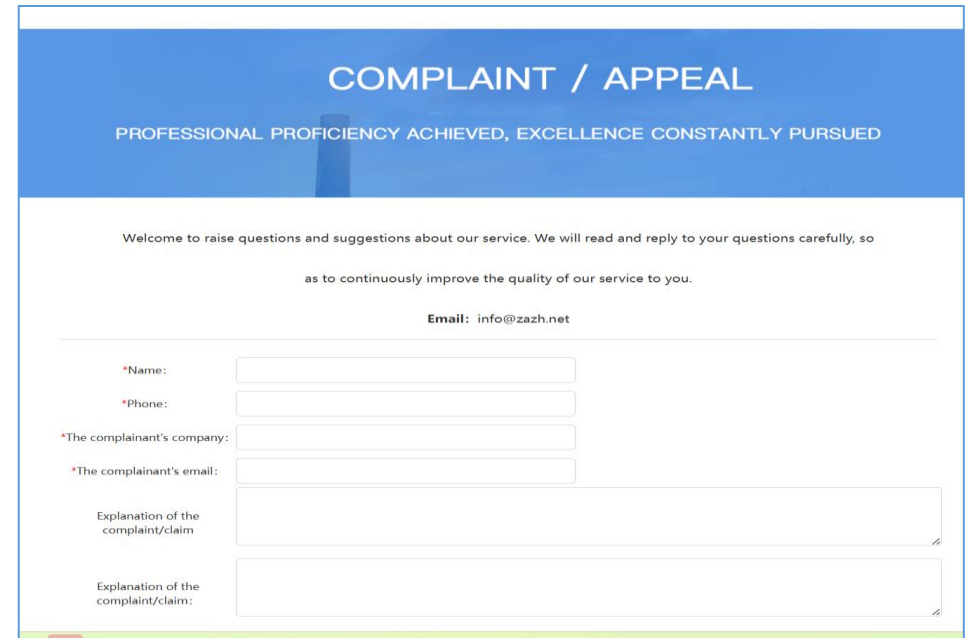 COMPLAINT / APPEAL
PROFESSIONAL PROFICIENCY ACHIEVED, EXCELLENCE CONSTANTLY PURSUED
Welcome to raise questions and suggestions about our service. We will read and reply to your questions carefully, so
as to continuously improve the quality of our service to you.
Email: info@zazh.net
*Name:
*Phone:
*The complainant's company:
*The complainant's email:
Explanation of the
complaint/claim
Explanation of the
complaint/claim: